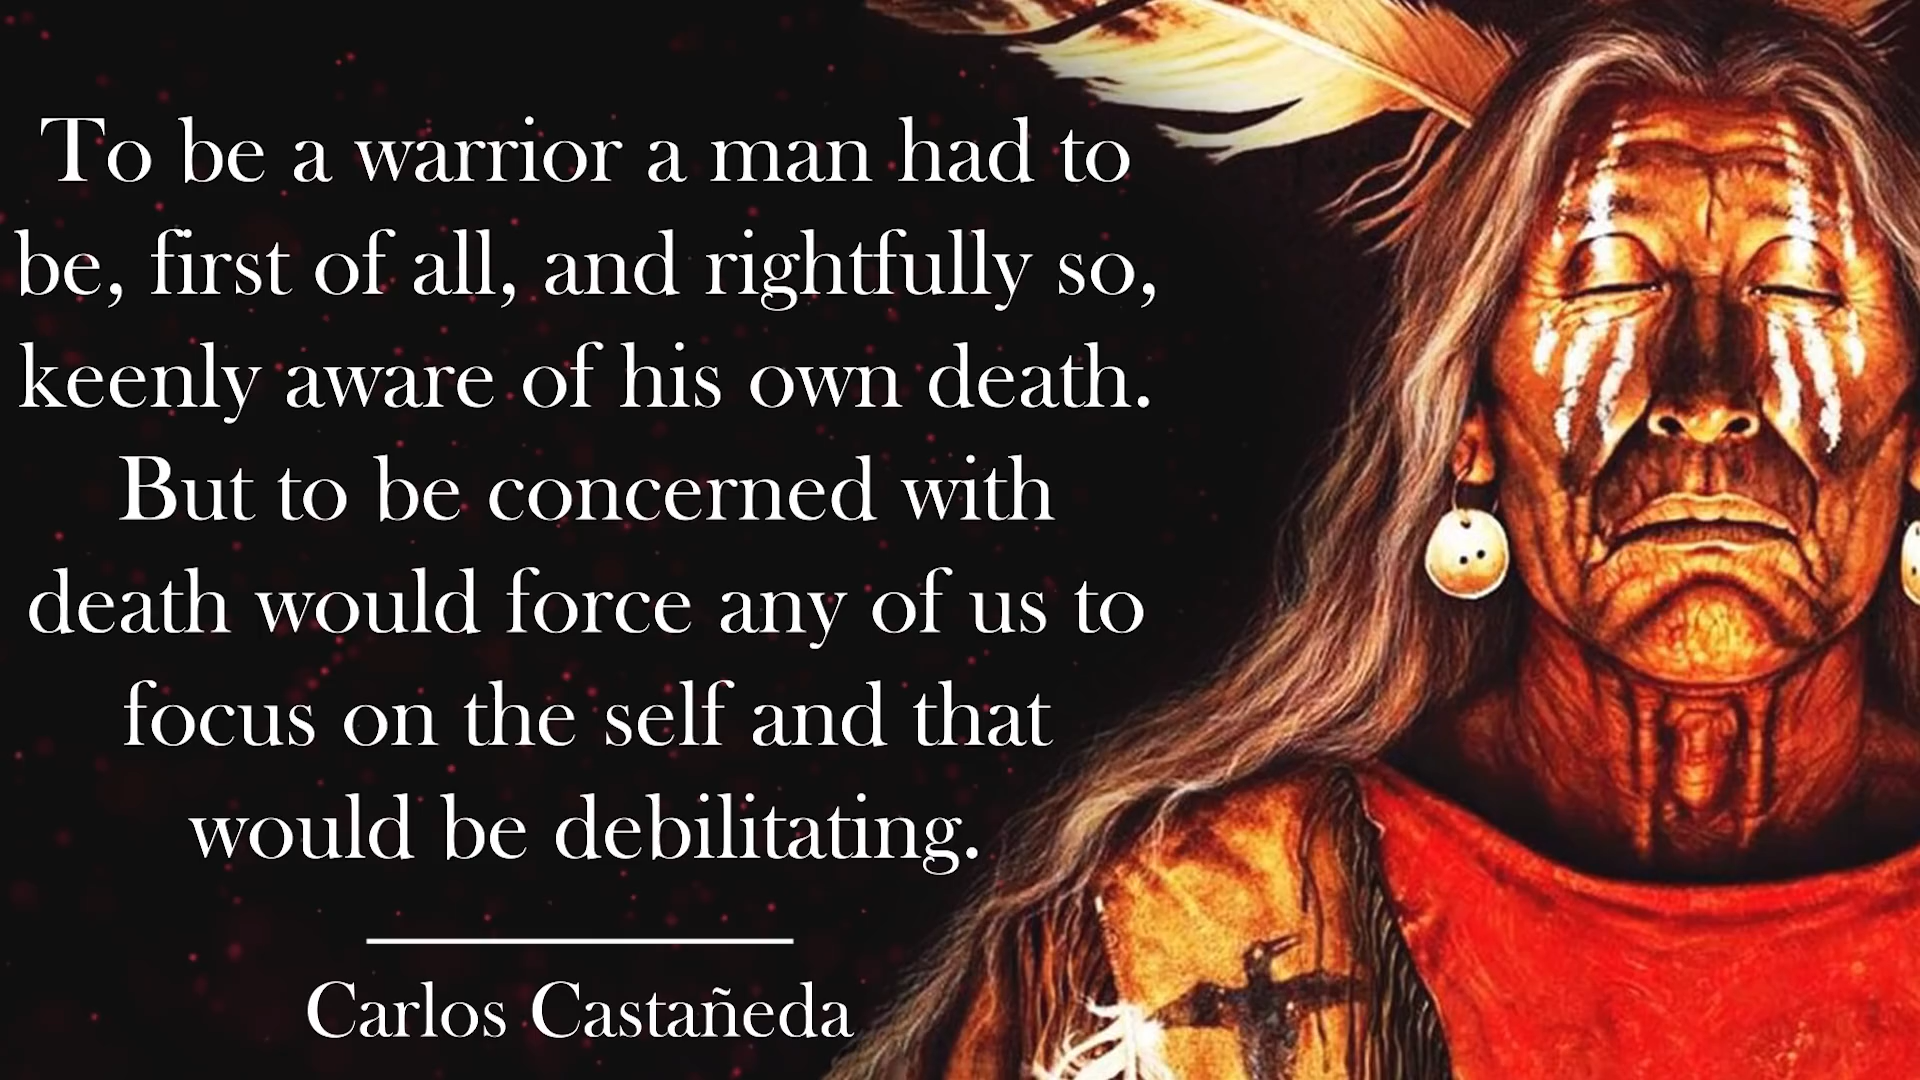 To be a warrior a man had to
be, first of all, and rightfully so,
keenly aware of his own death.
But to be concerned with
death would force any of us to
focus on the self and that
would be debilitating.
Carlos Castañeda